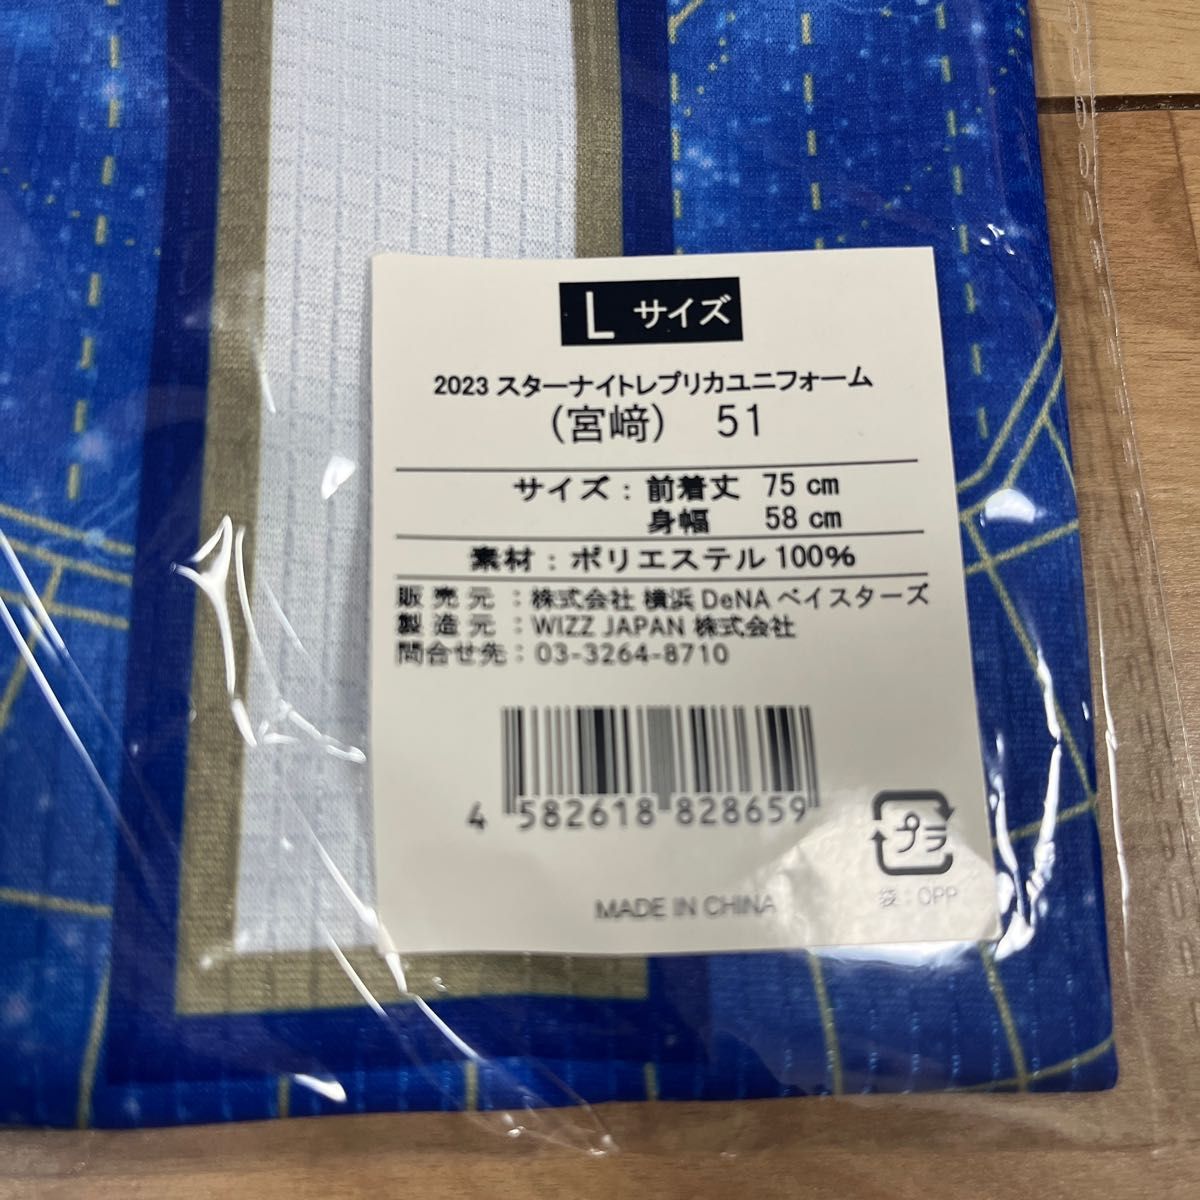 L サイズ
2023 スターナイトレプリカユニフォーム
（宮﨑） 51
サイズ：前着丈 75 cm
身幅 58 cm
素材：ポリエステル 100%
販売元：株式会社 横浜 DeNA ベイスターズ
製造元：WIZZ JAPAN 株式会社
問合せ先：03-3264-8710
4 582618 828659
プラ
袋：OPP
MADE IN CHINA